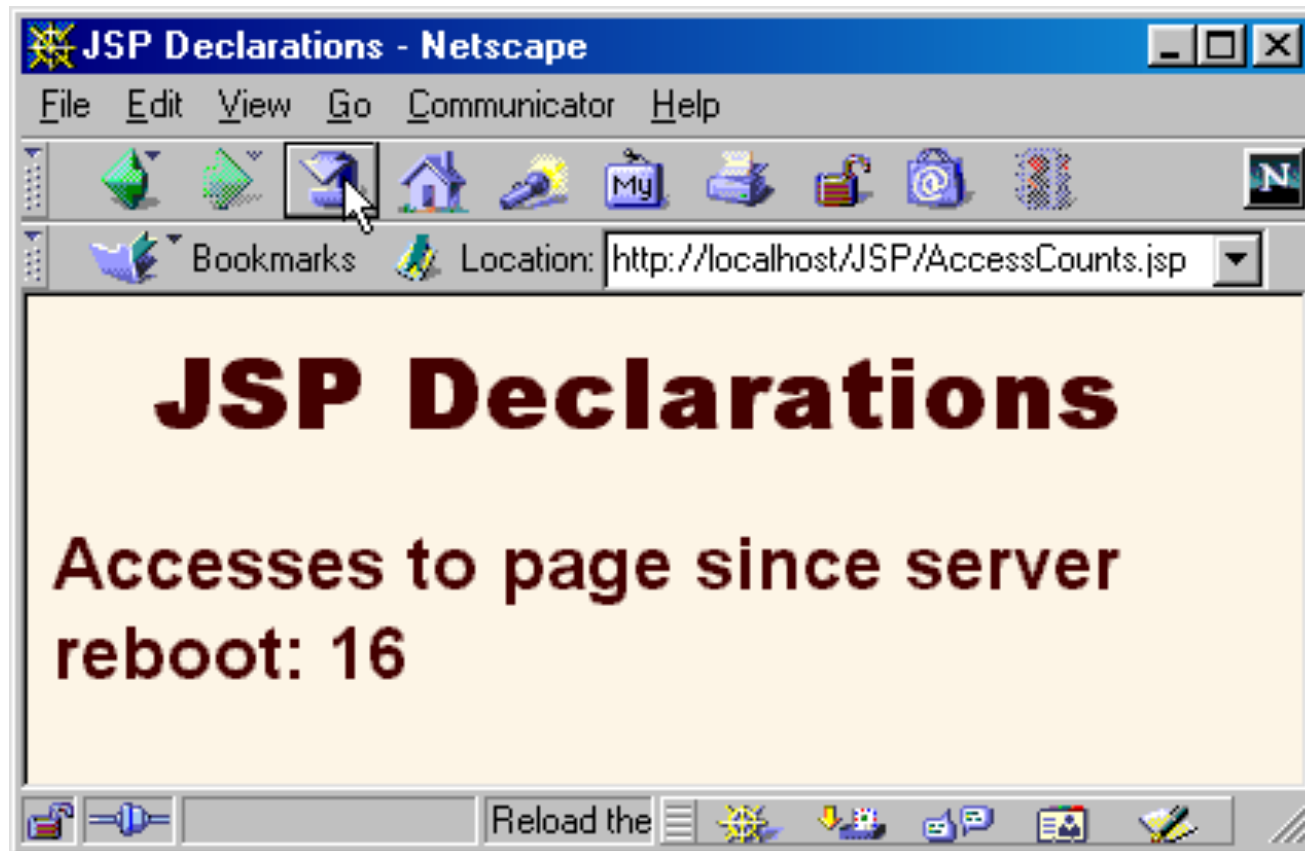 JSP Declarations - Netscape
File Edit View Go Communicator Help
My
N
Bookmarks Location: http://localhost/JSP/AccessCounts.jsp
JSP Declarations
Accesses to page since server
reboot: 16
Reload the